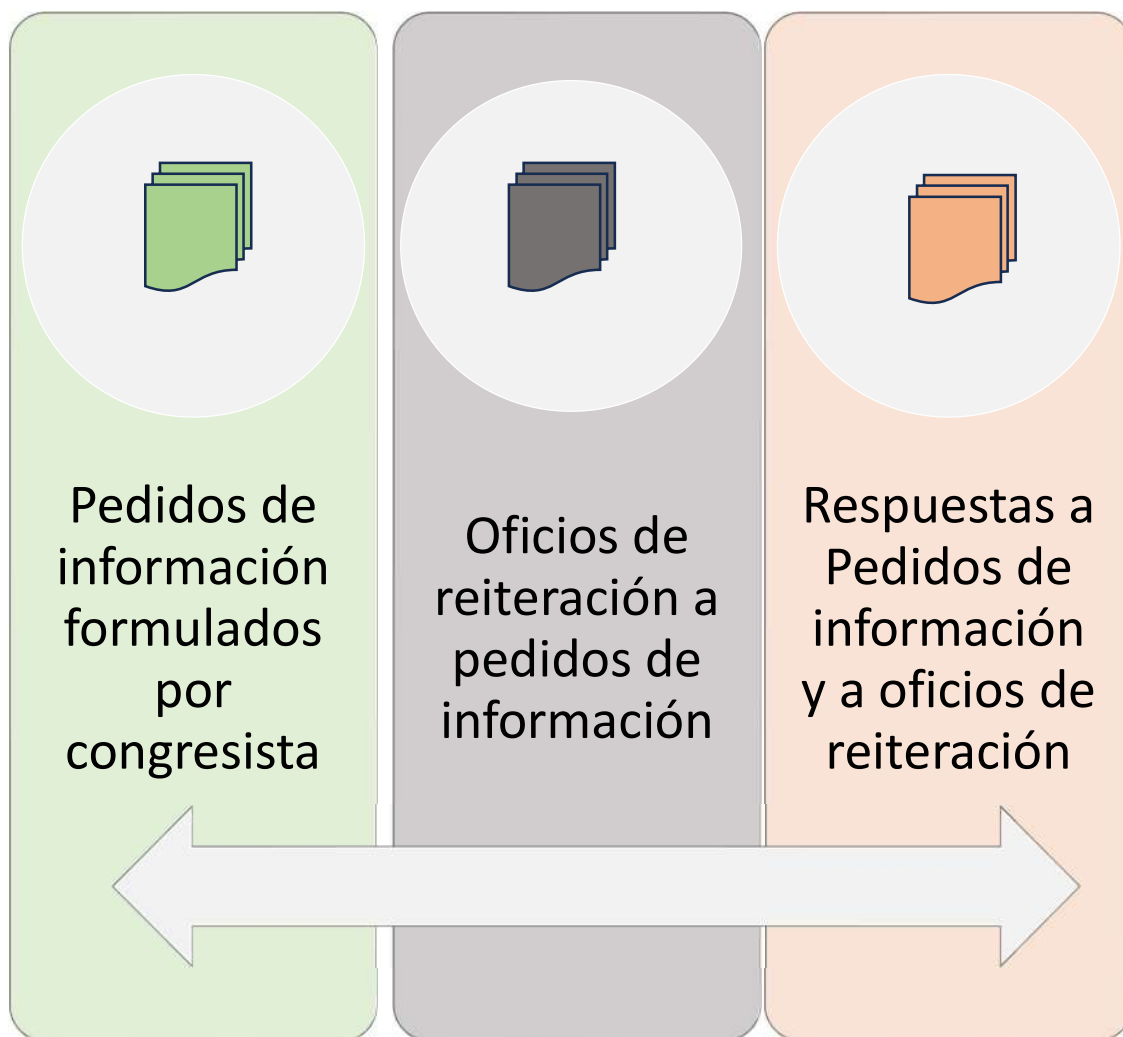 Pedidos de
información
formulados
por
congresista
Oficios de
reiteración a
pedidos de
información
Respuestas a
Pedidos de
información
y a oficios de
reiteración